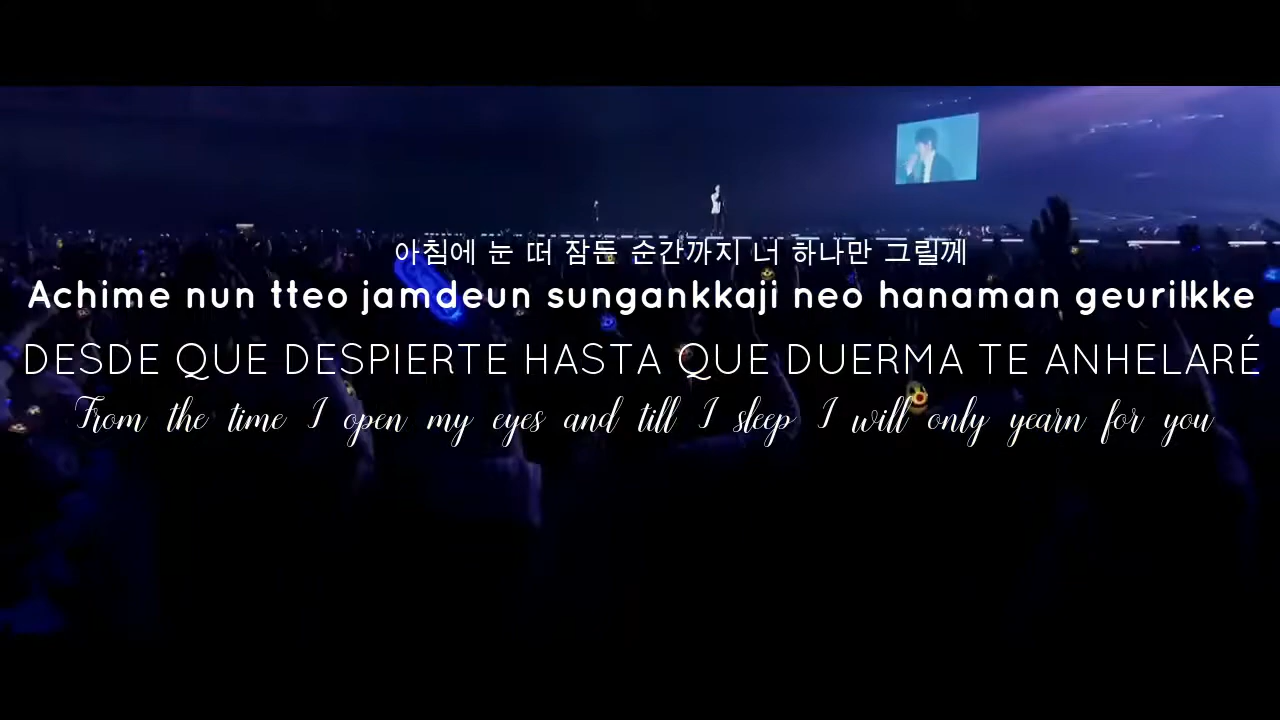 아침에 눈 떠 잠든 순간까지 너 하나만 그릴께
Achime nun tteo jamdeun sungankkaji neo hanaman geurilkke
DESDE QUE DESPIERTE HASTA QUE DUERMA TE ANHELARÉ
From the time I open my eyes and till I sleep I will only yearn for you